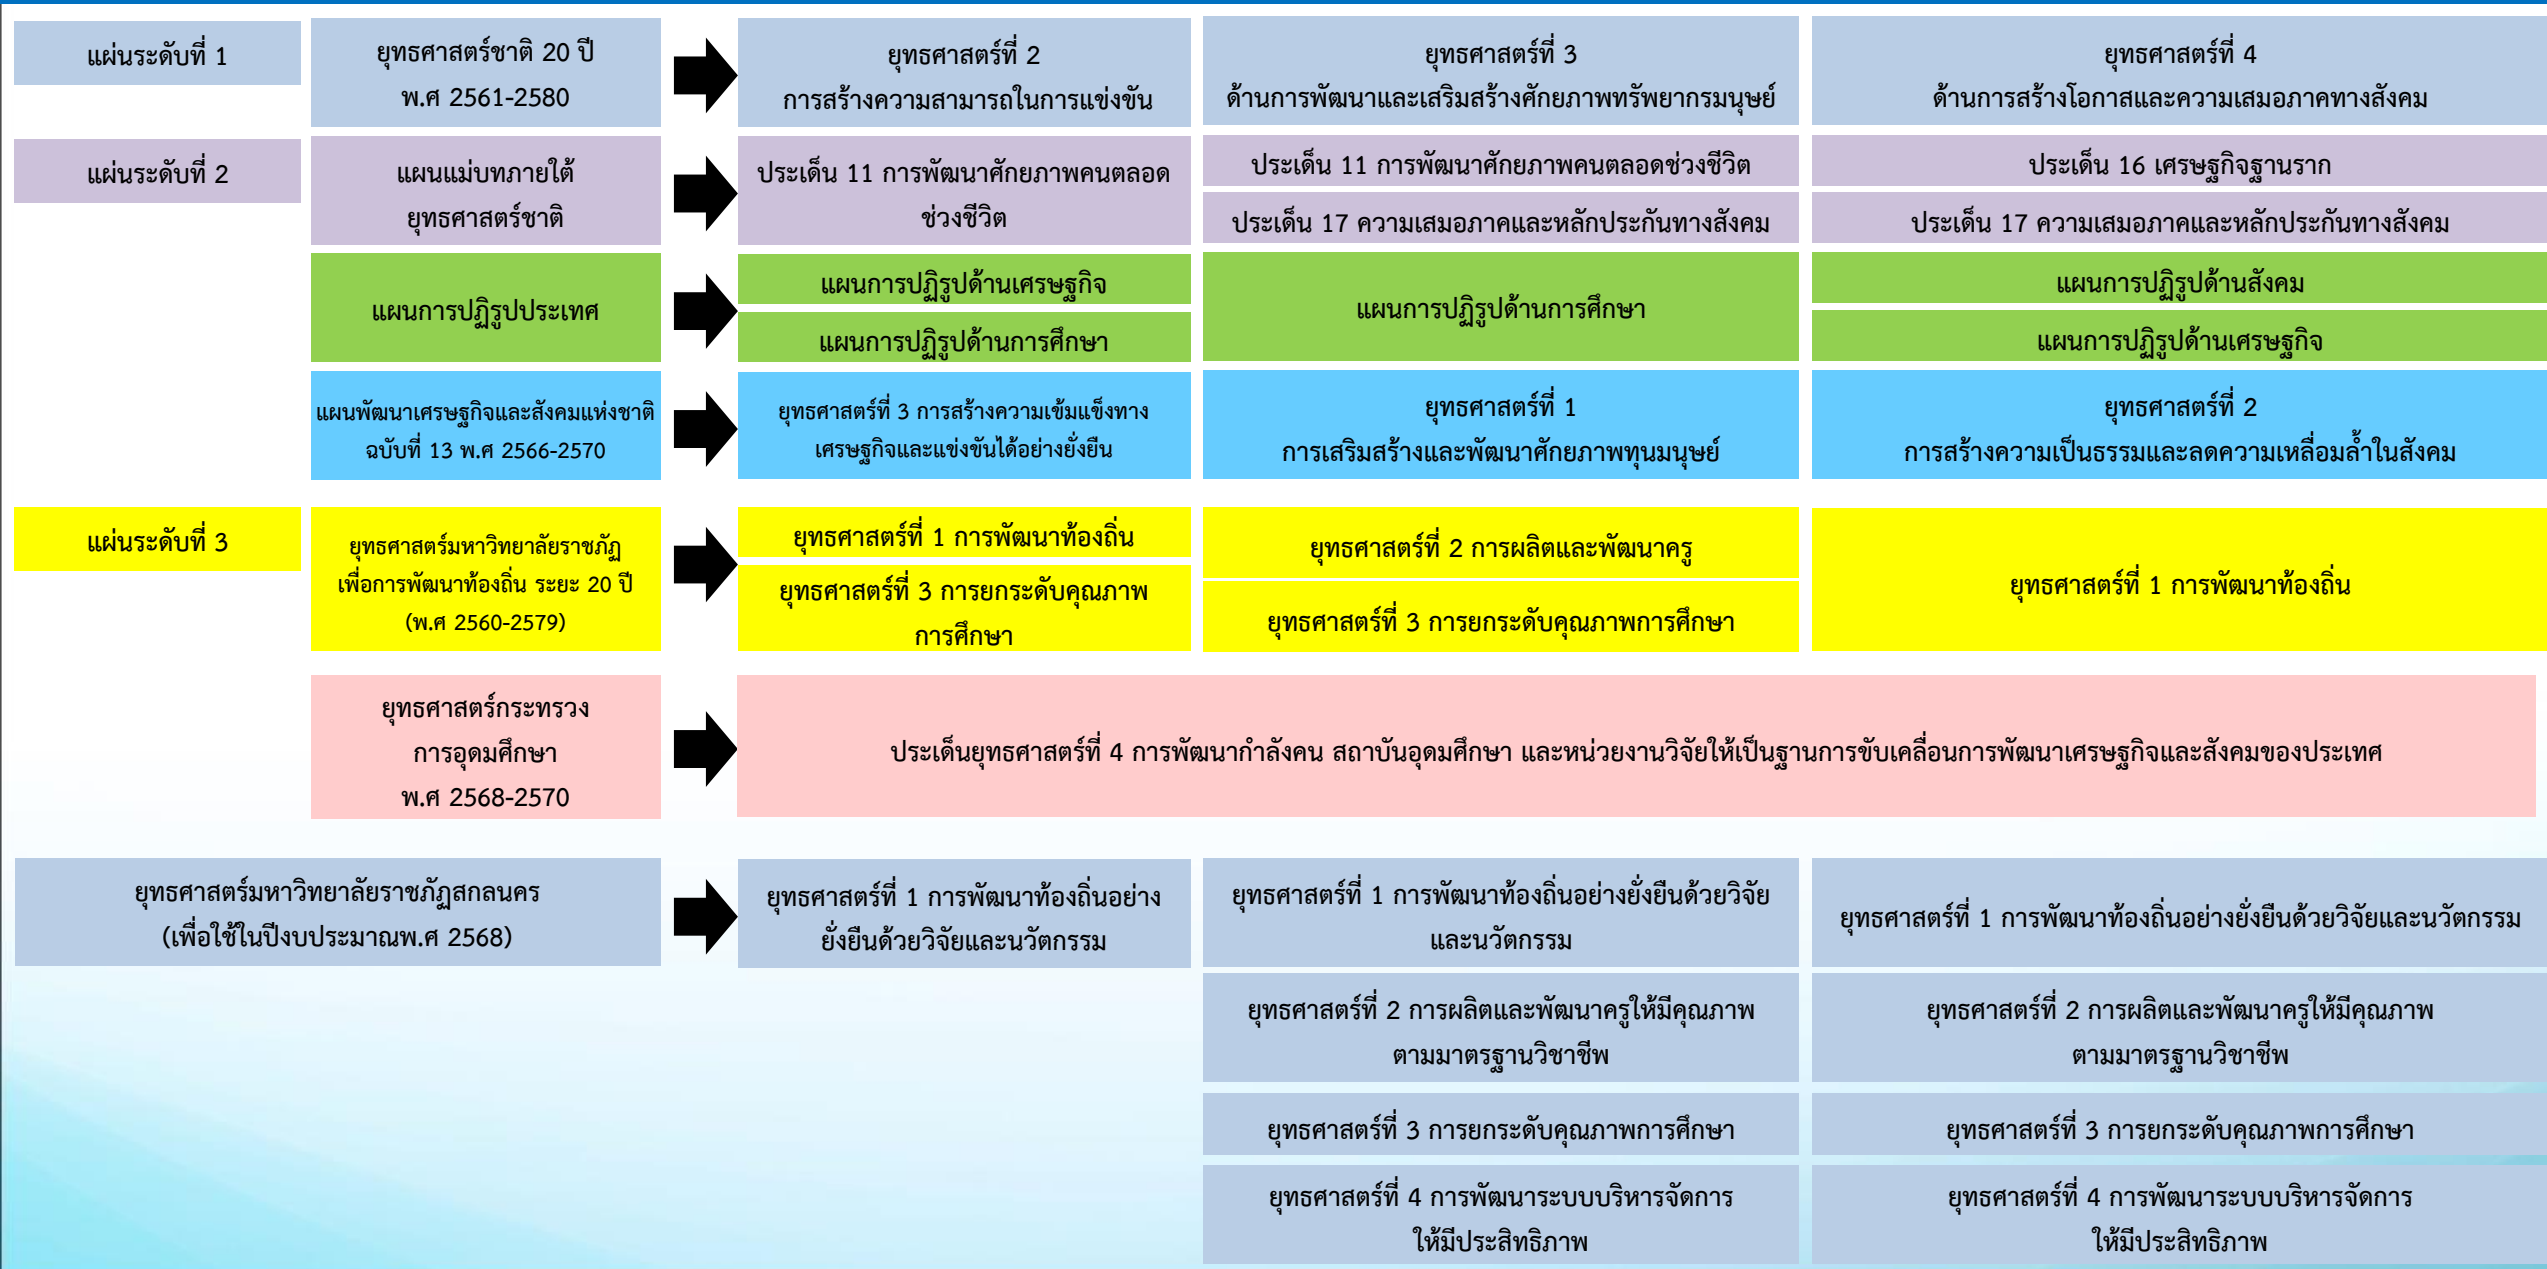 แผ่นระดับที่ 1
ยุทธศาสตร์ชาติ 20 ปี
พ.ศ 2561-2580
ยุทธศาสตร์ที่ 2
การสร้างความสามารถในการแข่งขัน
ยุทธศาสตร์ที่ 3
ด้านการพัฒนาและเสริมสร้างศักยภาพทรัพยากรมนุษย์
ยุทธศาสตร์ที่ 4
ด้านการสร้างโอกาสและความเสมอภาคทางสังคม
แผ่นระดับที่ 2
แผนแม่บทภายใต้
ยุทธศาสตร์ชาติ
ประเด็น 11 การพัฒนาศักยภาพคนตลอด
ช่วงชีวิต
ประเด็น 11 การพัฒนาศักยภาพคนตลอดช่วงชีวิต
ประเด็น 17 ความเสมอภาคและหลักประกันทางสังคม
ประเด็น 16 เศรษฐกิจฐานราก
ประเด็น 17 ความเสมอภาคและหลักประกันทางสังคม
แผนการปฏิรูปประเทศ
แผนการปฏิรูปด้านเศรษฐกิจ
แผนการปฏิรูปด้านการศึกษา
แผนการปฏิรูปด้านการศึกษา
แผนการปฏิรูปด้านสังคม
แผนการปฏิรูปด้านเศรษฐกิจ
แผนพัฒนาเศรษฐกิจและสังคมแห่งชาติ
ฉบับที่ 13 พ.ศ 2566-2570
ยุทธศาสตร์ที่ 3 การสร้างความเข้มแข็งทาง
เศรษฐกิจและแข่งขันได้อย่างยั่งยืน
ยุทธศาสตร์ที่ 1
การเสริมสร้างและพัฒนาศักยภาพทุนมนุษย์
ยุทธศาสตร์ที่ 2
การสร้างความเป็นธรรมและลดความเหลื่อมล้ำในสังคม
แผ่นระดับที่ 3
ยุทธศาสตร์มหาวิทยาลัยราชภัฏ
เพื่อการพัฒนาท้องถิ่น ระยะ 20 ปี
(พ.ศ 2560-2579)
ยุทธศาสตร์ที่ 1 การพัฒนาท้องถิ่น
ยุทธศาสตร์ที่ 3 การยกระดับคุณภาพ
การศึกษา
ยุทธศาสตร์ที่ 2 การผลิตและพัฒนาครู
ยุทธศาสตร์ที่ 3 การยกระดับคุณภาพการศึกษา
ยุทธศาสตร์ที่ 1 การพัฒนาท้องถิ่น
ยุทธศาสตร์กระทรวง
การอุดมศึกษา
พ.ศ 2568-2570
ประเด็นยุทธศาสตร์ที่ 4 การพัฒนากำลังคน สถาบันอุดมศึกษา และหน่วยงานวิจัยให้เป็นฐานการขับเคลื่อนการพัฒนาเศรษฐกิจและสังคมของประเทศ
ยุทธศาสตร์มหาวิทยาลัยราชภัฏสกลนคร
(เพื่อใช้ในปีงบประมาณพ.ศ 2568)
ยุทธศาสตร์ที่ 1 การพัฒนาท้องถิ่นอย่าง
ยั่งยืนด้วยวิจัยและนวัตกรรม
ยุทธศาสตร์ที่ 1 การพัฒนาท้องถิ่นอย่างยั่งยืนด้วยวิจัย
และนวัตกรรม
ยุทธศาสตร์ที่ 1 การพัฒนาท้องถิ่นอย่างยั่งยืนด้วยวิจัยและนวัตกรรม
ยุทธศาสตร์ที่ 2 การผลิตและพัฒนาครูให้มีคุณภาพ
ตามมาตรฐานวิชาชีพ
ยุทธศาสตร์ที่ 2 การผลิตและพัฒนาครูให้มีคุณภาพ
ตามมาตรฐานวิชาชีพ
ยุทธศาสตร์ที่ 3 การยกระดับคุณภาพการศึกษา
ยุทธศาสตร์ที่ 3 การยกระดับคุณภาพการศึกษา
ยุทธศาสตร์ที่ 4 การพัฒนาระบบบริหารจัดการ
ให้มีประสิทธิภาพ
ยุทธศาสตร์ที่ 4 การพัฒนาระบบบริหารจัดการ
ให้มีประสิทธิภาพ